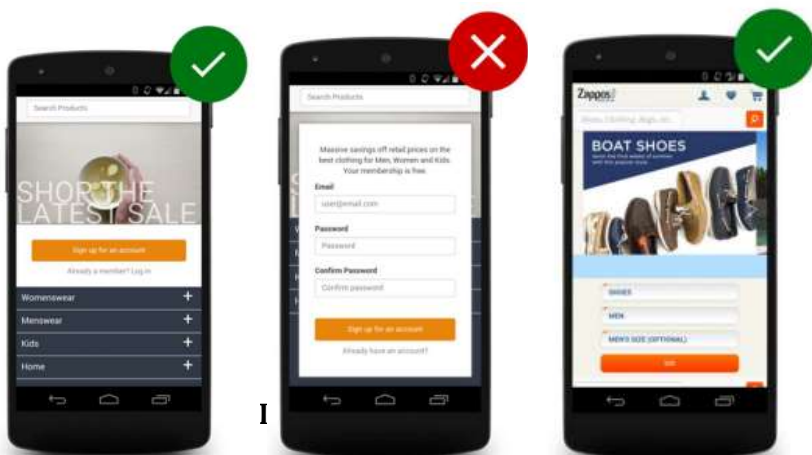 Search Products
SHOP THE
LATEST SALE
Sign up for an account
Already a member? Log in
Womenswear
Menswear
Kids
Home
I
Search Products
Massive savings off retail prices on the
best clothing for Men, Women and Kids.
Your membership is free.
Email
user@email.com
Password
Password
Confirm Password
Confirm password
Sign up for an account
Already have an account?
Zappos
BOAT SHOES
SHOES
MEN
MEN'S SIZE (OPTIONAL)